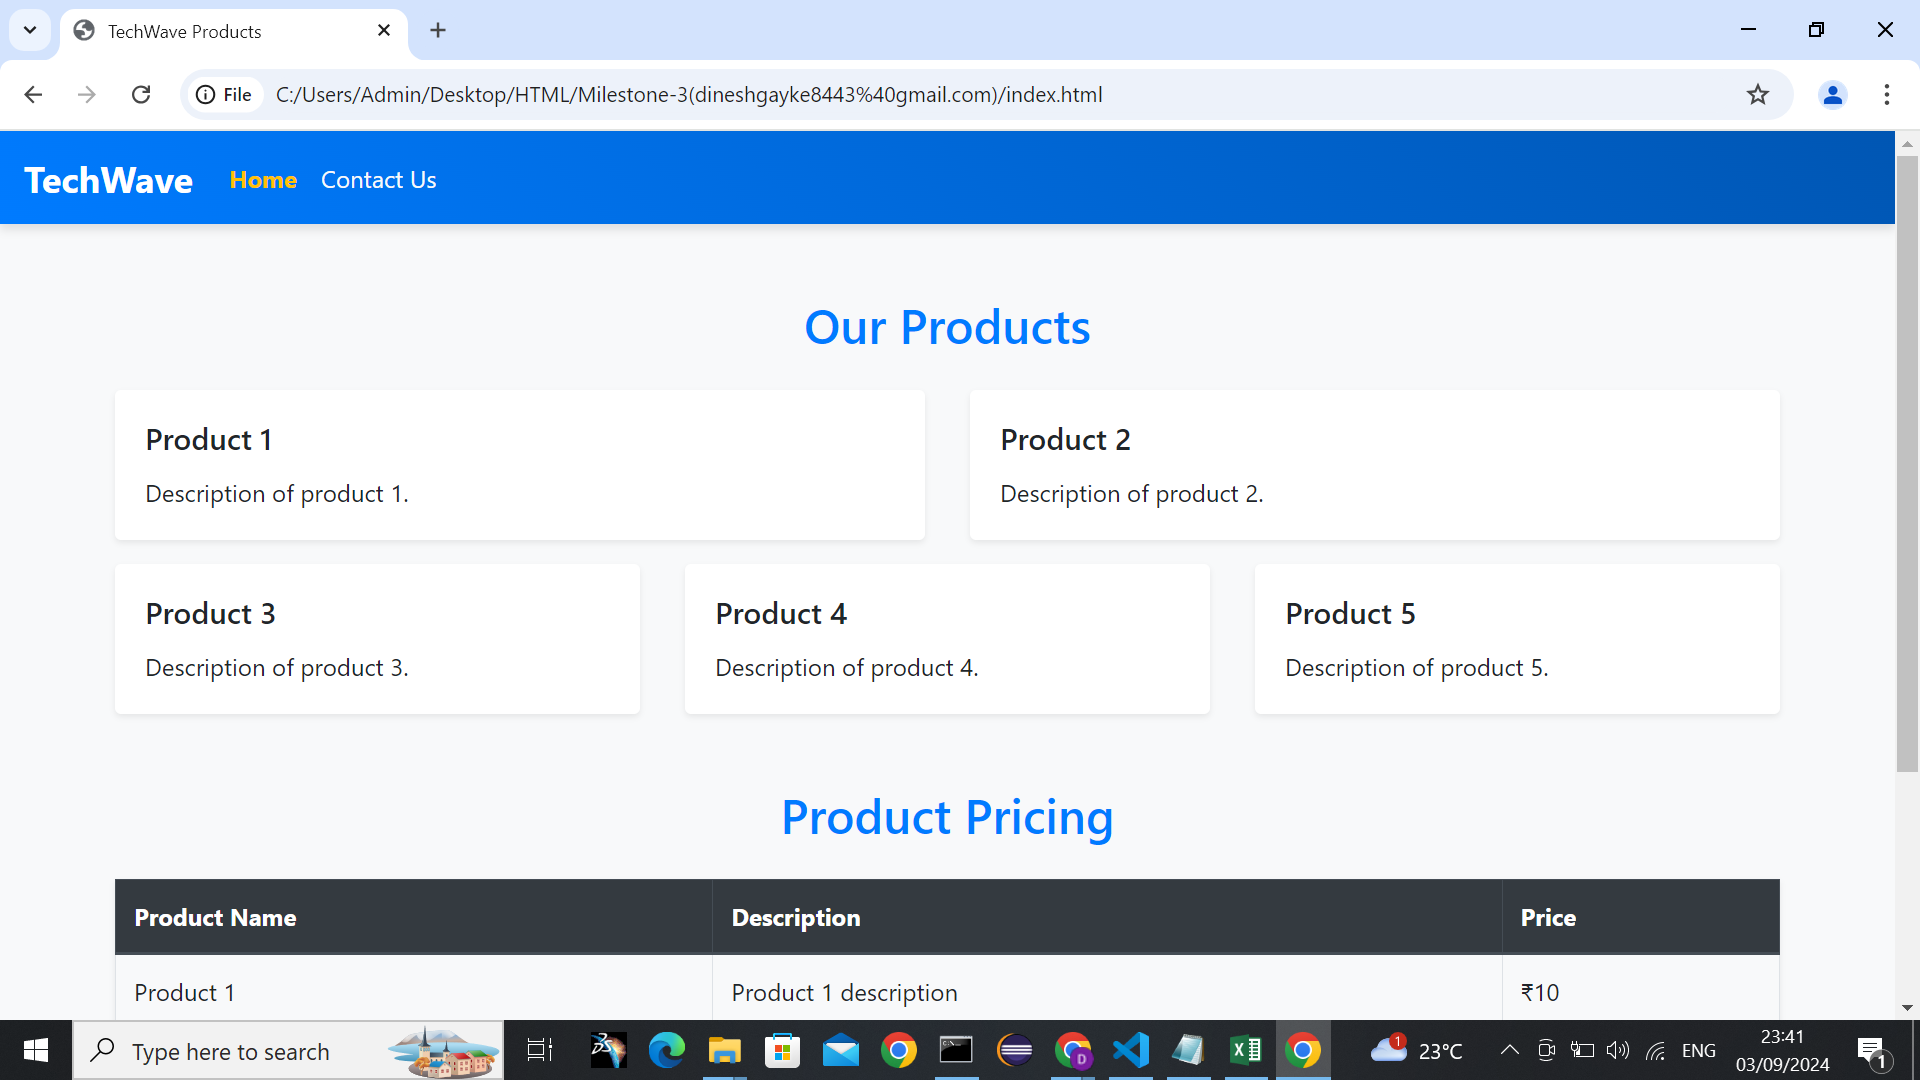 TechWave Products
File C:/Users/Admin/Desktop/HTML/Milestone-3(dineshgayke8443%40gmail.com)/index.html
TechWave Home Contact Us
Our Products
Product 1 Product 2
Description of product 1. Description of product 2.
Product 3 Product 4 Product 5
Description of product 3. Description of product 4. Description of product 5.
Product Pricing
Product Name Description Price
Product 1 Product 1 description ₹10
Type here to search D 1 23°C ENG 23:41
03/09/2024 1